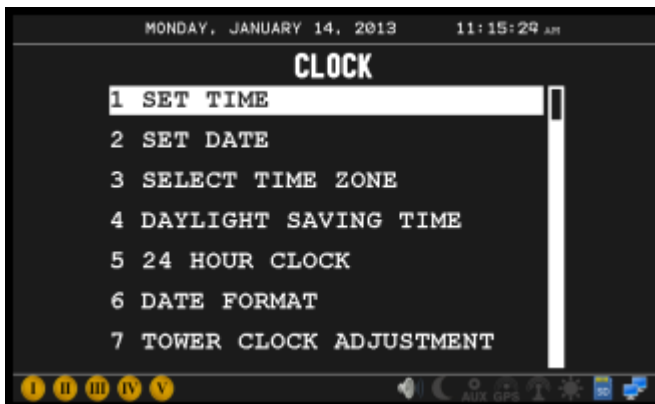 MONDAY, JANUARY 14, 2013 11:15:29 AM
CLOCK
1 SET TIME
2 SET DATE
3 SELECT TIME ZONE
4 DAYLIGHT SAVING TIME
5 24 HOUR CLOCK
6 DATE FORMAT
7 TOWER CLOCK ADJUSTMENT
I II III IV V AUX GPS SD